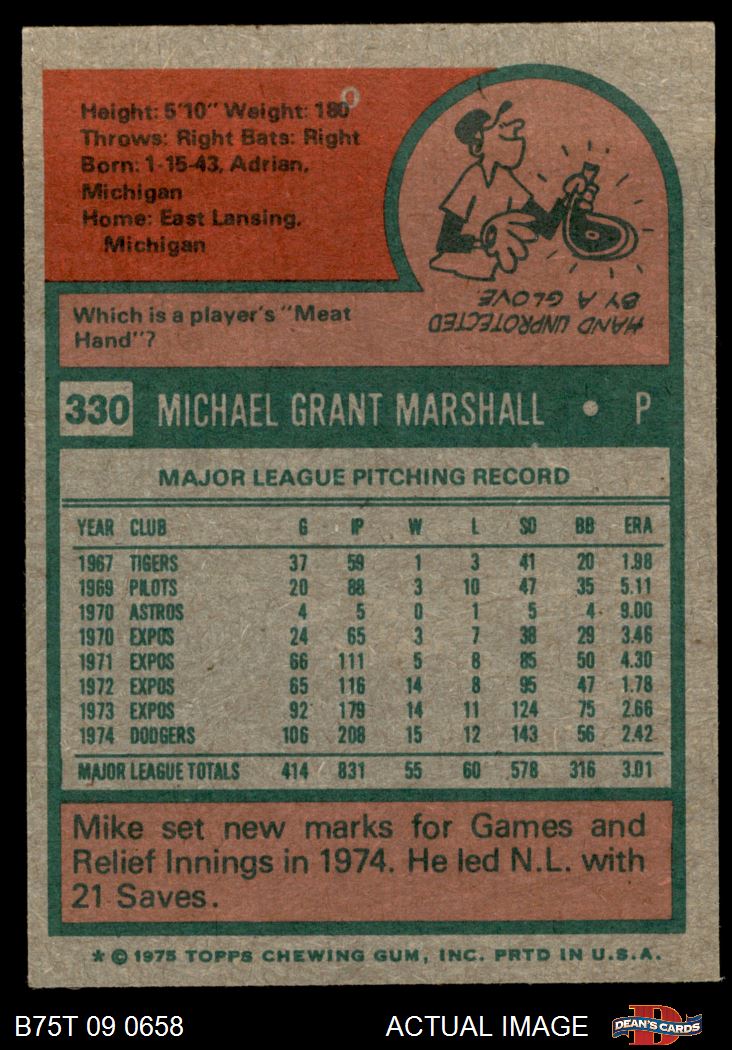 Height: 5'10" Weight: 180
Throws: Right Bats: Right
Born: 1-15-43, Adrian,
Michigan
Home: East Lansing,
Michigan
Which is a player's "Meat
Hand"?
HAND UNPROTECTED
BY A GLOVE
330 MICHAEL GRANT MARSHALL • P
MAJOR LEAGUE PITCHING RECORD
YEAR CLUB G IP W L SO BB ERA
1967 TIGERS 37 59 1 3 41 20 1.98
1969 PILOTS 20 88 3 10 47 35 5.11
1970 ASTROS 4 5 0 1 5 4 9.00
1970 EXPOS 24 65 3 7 38 29 3.46
1971 EXPOS 66 111 5 8 85 50 4.30
1972 EXPOS 65 116 14 8 95 47 1.78
1973 EXPOS 92 179 14 11 124 75 2.66
1974 DODGERS 106 208 15 12 143 56 2.42
MAJOR LEAGUE TOTALS 414 831 55 60 578 316 3.01
Mike set new marks for Games and
Relief Innings in 1974. He led N.L. with
21 Saves.
* © 1975 TOPPS CHEWING GUM, INC. PRTD IN U.S.A.
B75T 09 0658 ACTUAL IMAGE
D
DEAN'S CARDS